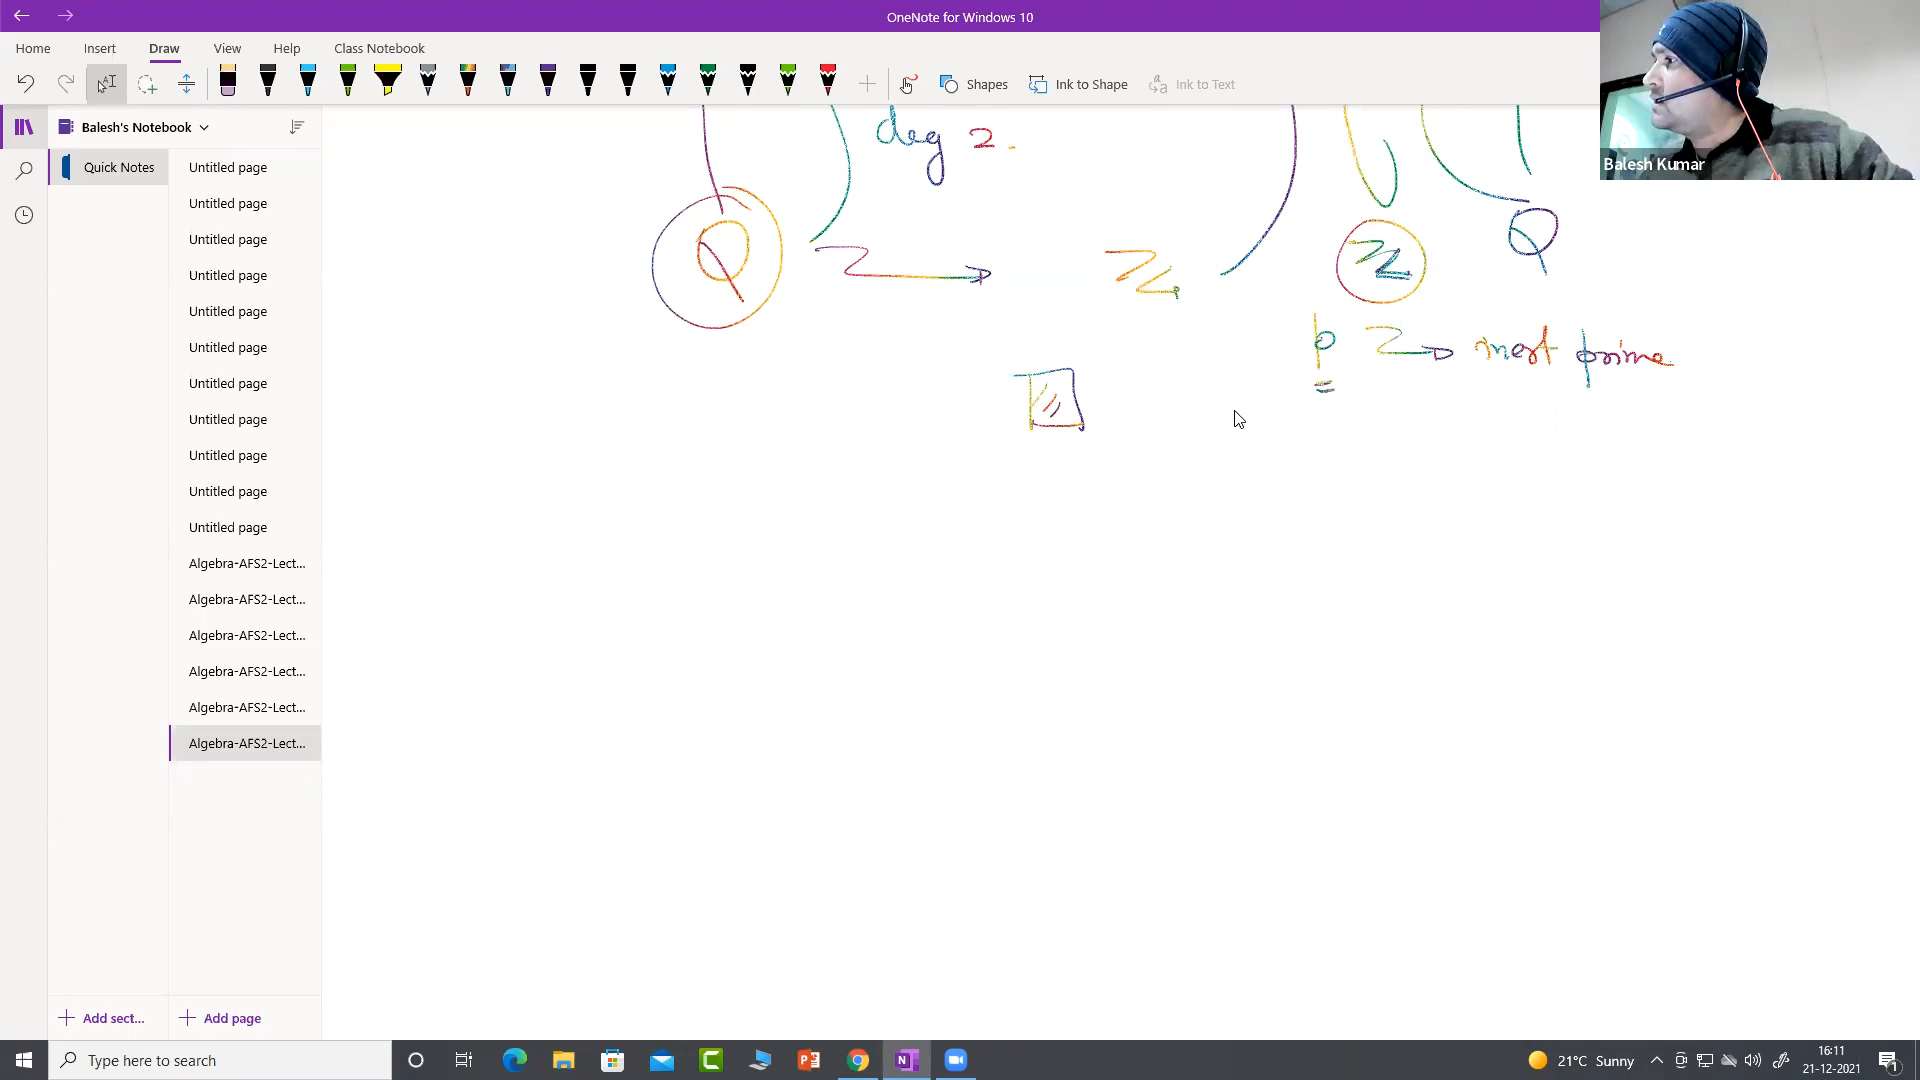 OneNote for Windows 10
Home Insert Draw View Help Class Notebook
Shapes Ink to Shape Ink to Text
Balesh Kumar
Balesh's Notebook
Quick Notes
Untitled page
Untitled page
Untitled page
Untitled page
Untitled page
Untitled page
Untitled page
Untitled page
Untitled page
Untitled page
Untitled page
Algebra-AFS2-Lect...
Algebra-AFS2-Lect...
Algebra-AFS2-Lect...
Algebra-AFS2-Lect...
Algebra-AFS2-Lect...
Algebra-AFS2-Lect...
deg 2.
Q Z Z Q
p inert prime
Add sect... Add page
Type here to search
21°C Sunny
16:11
21-12-2021
1